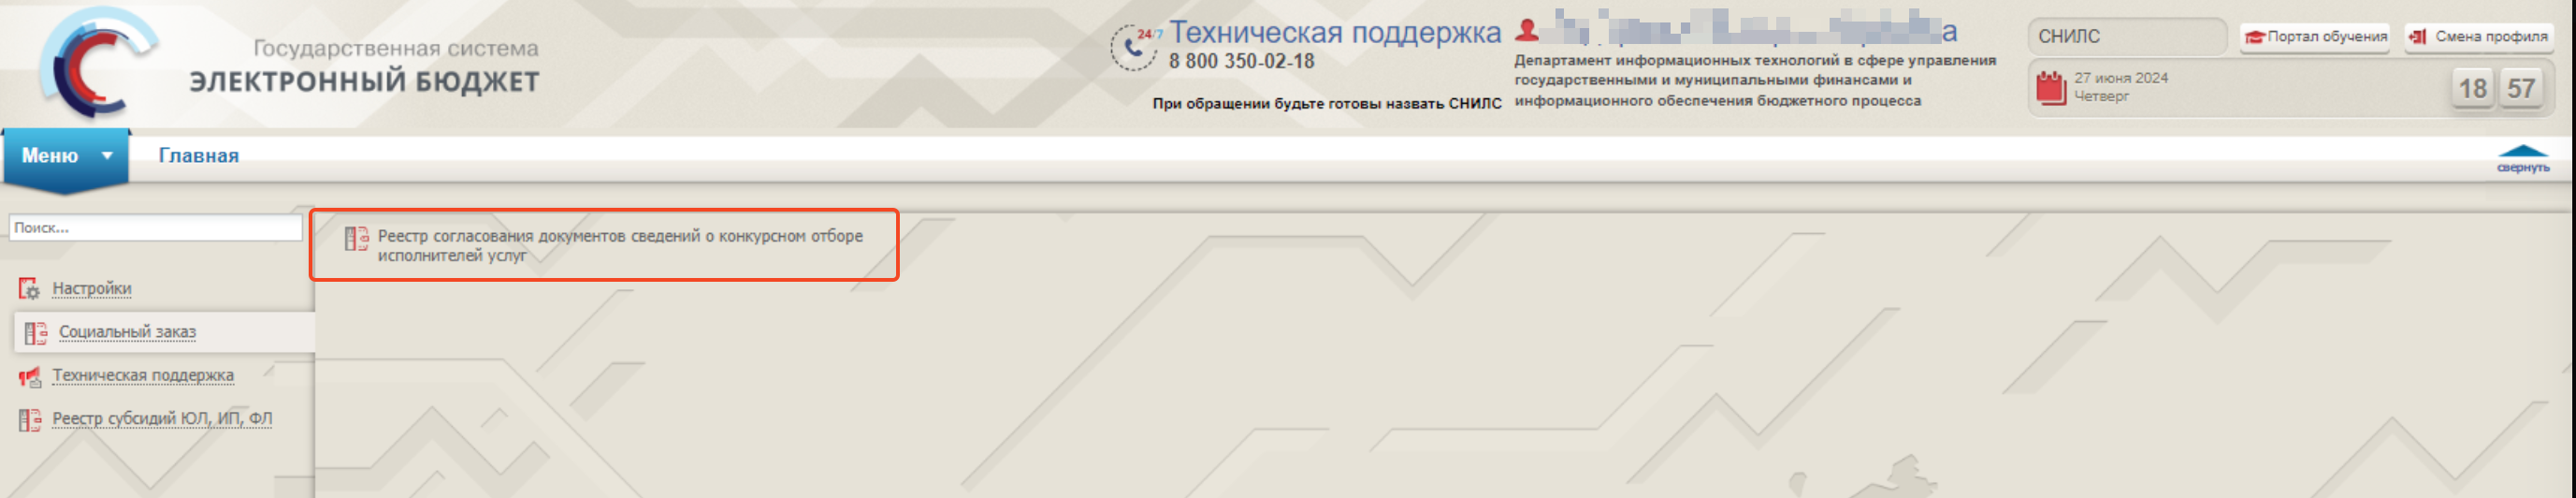 Государственная система
ЭЛЕКТРОННЫЙ БЮДЖЕТ
24/7
Техническая поддержка
8 800 350-02-18
При обращении будьте готовы назвать СНИЛС
Департамент информационных технологий в сфере управления
государственными и муниципальными финансами и
информационного обеспечения бюджетного процесса
СНИЛС
Портал обучения
Смена профиля
27 июня 2024
Четверг
18 57
Меню
Главная
свернуть
Поиск...
Настройки
Социальный заказ
Техническая поддержка
Реестр субсидий ЮЛ, ИП, ФЛ
Реестр согласования документов сведений о конкурсном отборе
исполнителей услуг